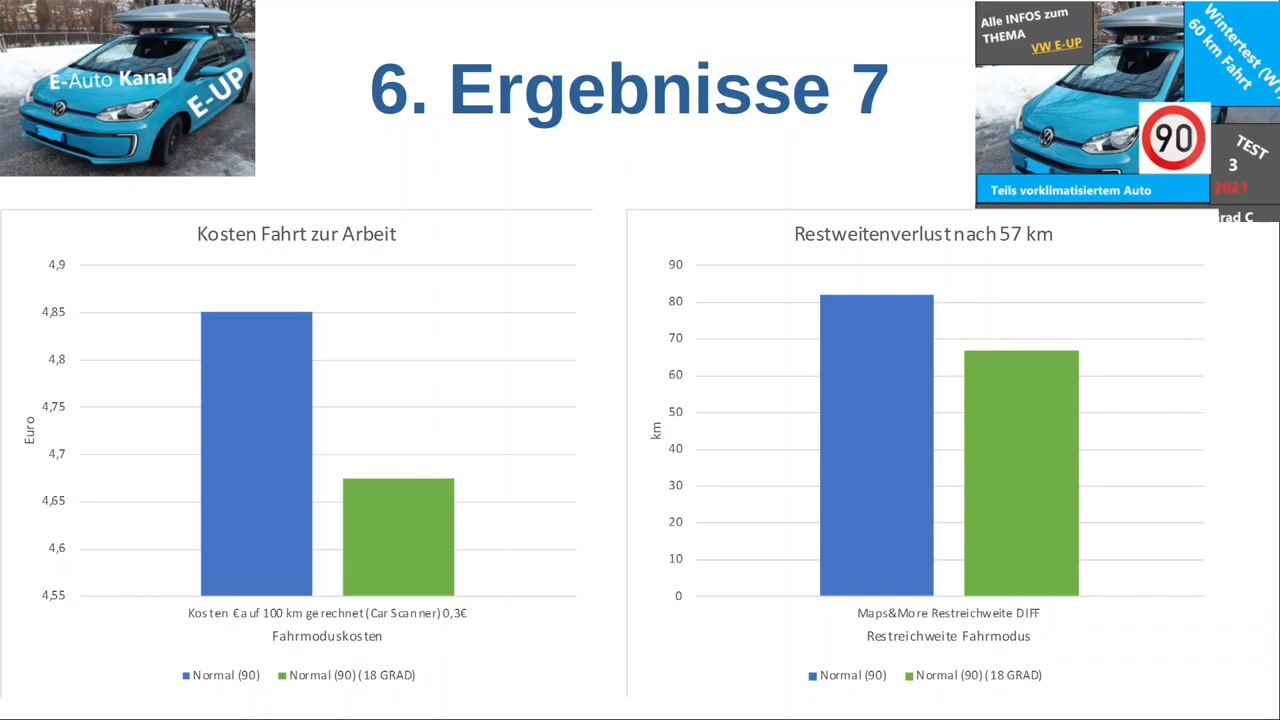 E-Auto Kanal
E-UP
6. Ergebnisse 7
Alle INFOS zum
THEMA
VW E-UP
Wintertest (W
60 km Fahrt
90
TEST
3
2021
Teils vorklimatisiertem Auto
rad C
Kosten Fahrt zur Arbeit
4,9
4,85
4,8
4,75
4,7
4,65
4,6
4,55
Euro
Kosten € auf 100 km gerechnet (Car Scanner) 0,3€
Fahrmoduskosten
Normal (90) Normal (90) (18 GRAD)
Restweitenverlust nach 57 km
90
80
70
60
50
40
30
20
10
0
km
Maps&More Restreichweite DIFF
Restreichweite Fahrmodus
Normal (90) Normal (90) (18 GRAD)